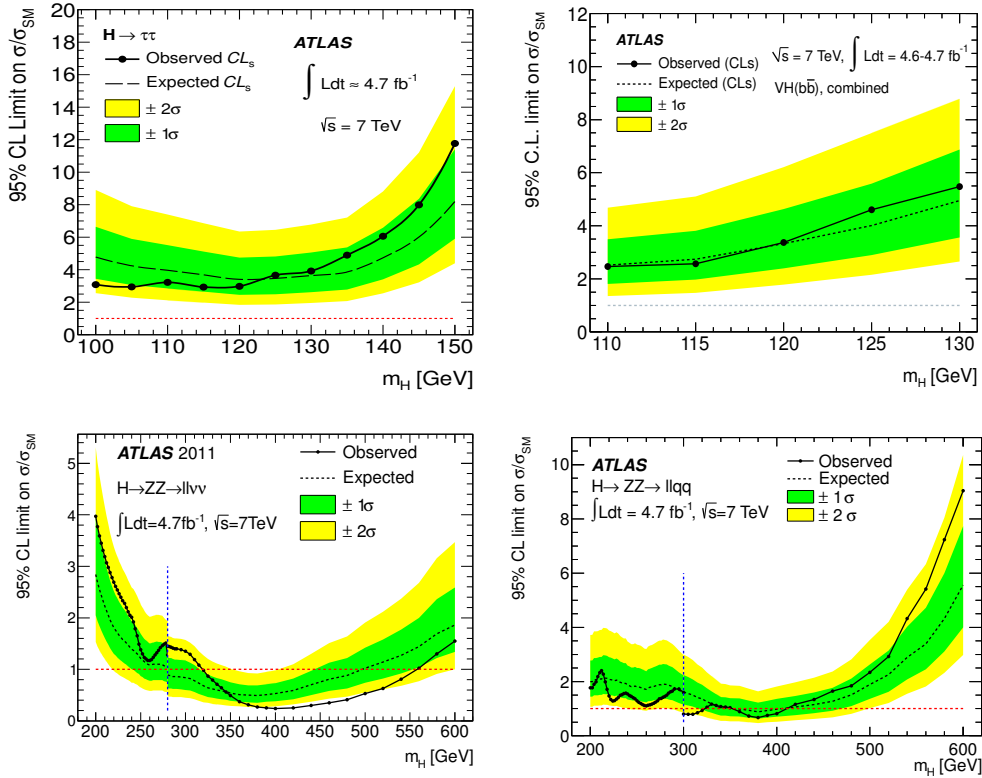 H → ττ
ATLAS
Observed CLs
Expected CLs
± 2σ
± 1σ
∫ Ldt ≈ 4.7 fb⁻¹
√s = 7 TeV
95% CL Limit on σ/σSM
0
2
4
6
8
10
12
14
16
18
20
100
110
120
130
140
150
mH [GeV]
ATLAS
Observed (CLs)
Expected (CLs)
± 1σ
± 2σ
√s = 7 TeV, ∫ Ldt = 4.6-4.7 fb⁻¹
VH(bb̄), combined
95% C.L. limit on σ/σSM
0
2
4
6
8
10
12
110
115
120
125
130
mH [GeV]
ATLAS 2011
H→ZZ→llνν
∫Ldt=4.7fb⁻¹, √s=7TeV
Observed
Expected
± 1σ
± 2σ
95% CL limit on σ/σSM
0
1
2
3
4
5
200
250
300
350
400
450
500
550
600
mH [GeV]
ATLAS
H→ ZZ→ llqq
∫Ldt = 4.7 fb⁻¹, √s=7 TeV
Observed
Expected
± 1 σ
± 2 σ
95% CL limit on σ/σSM
0
2
4
6
8
10
200
300
400
500
600
mH [GeV]